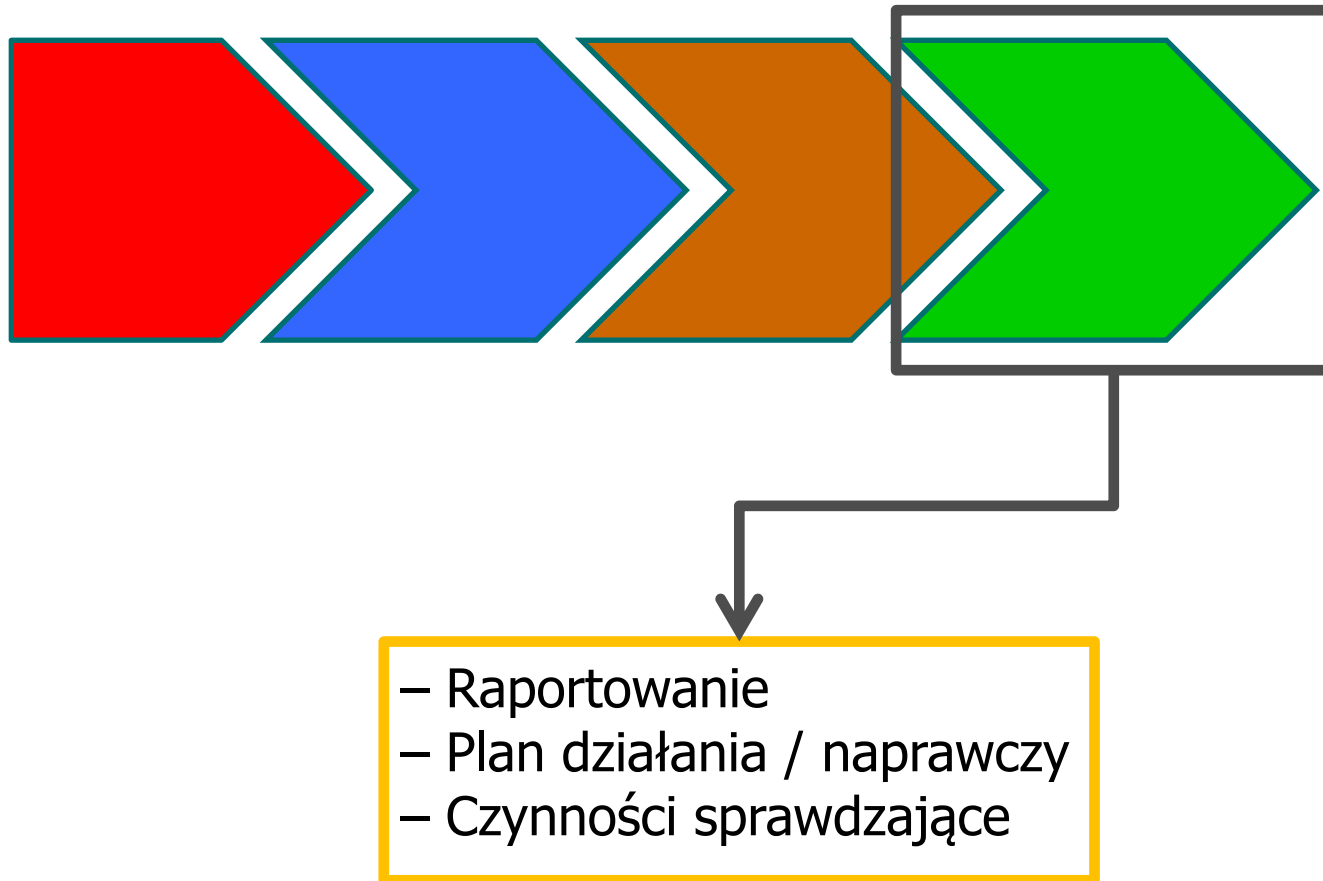 – Raportowanie
– Plan działania / naprawczy
– Czynności sprawdzające